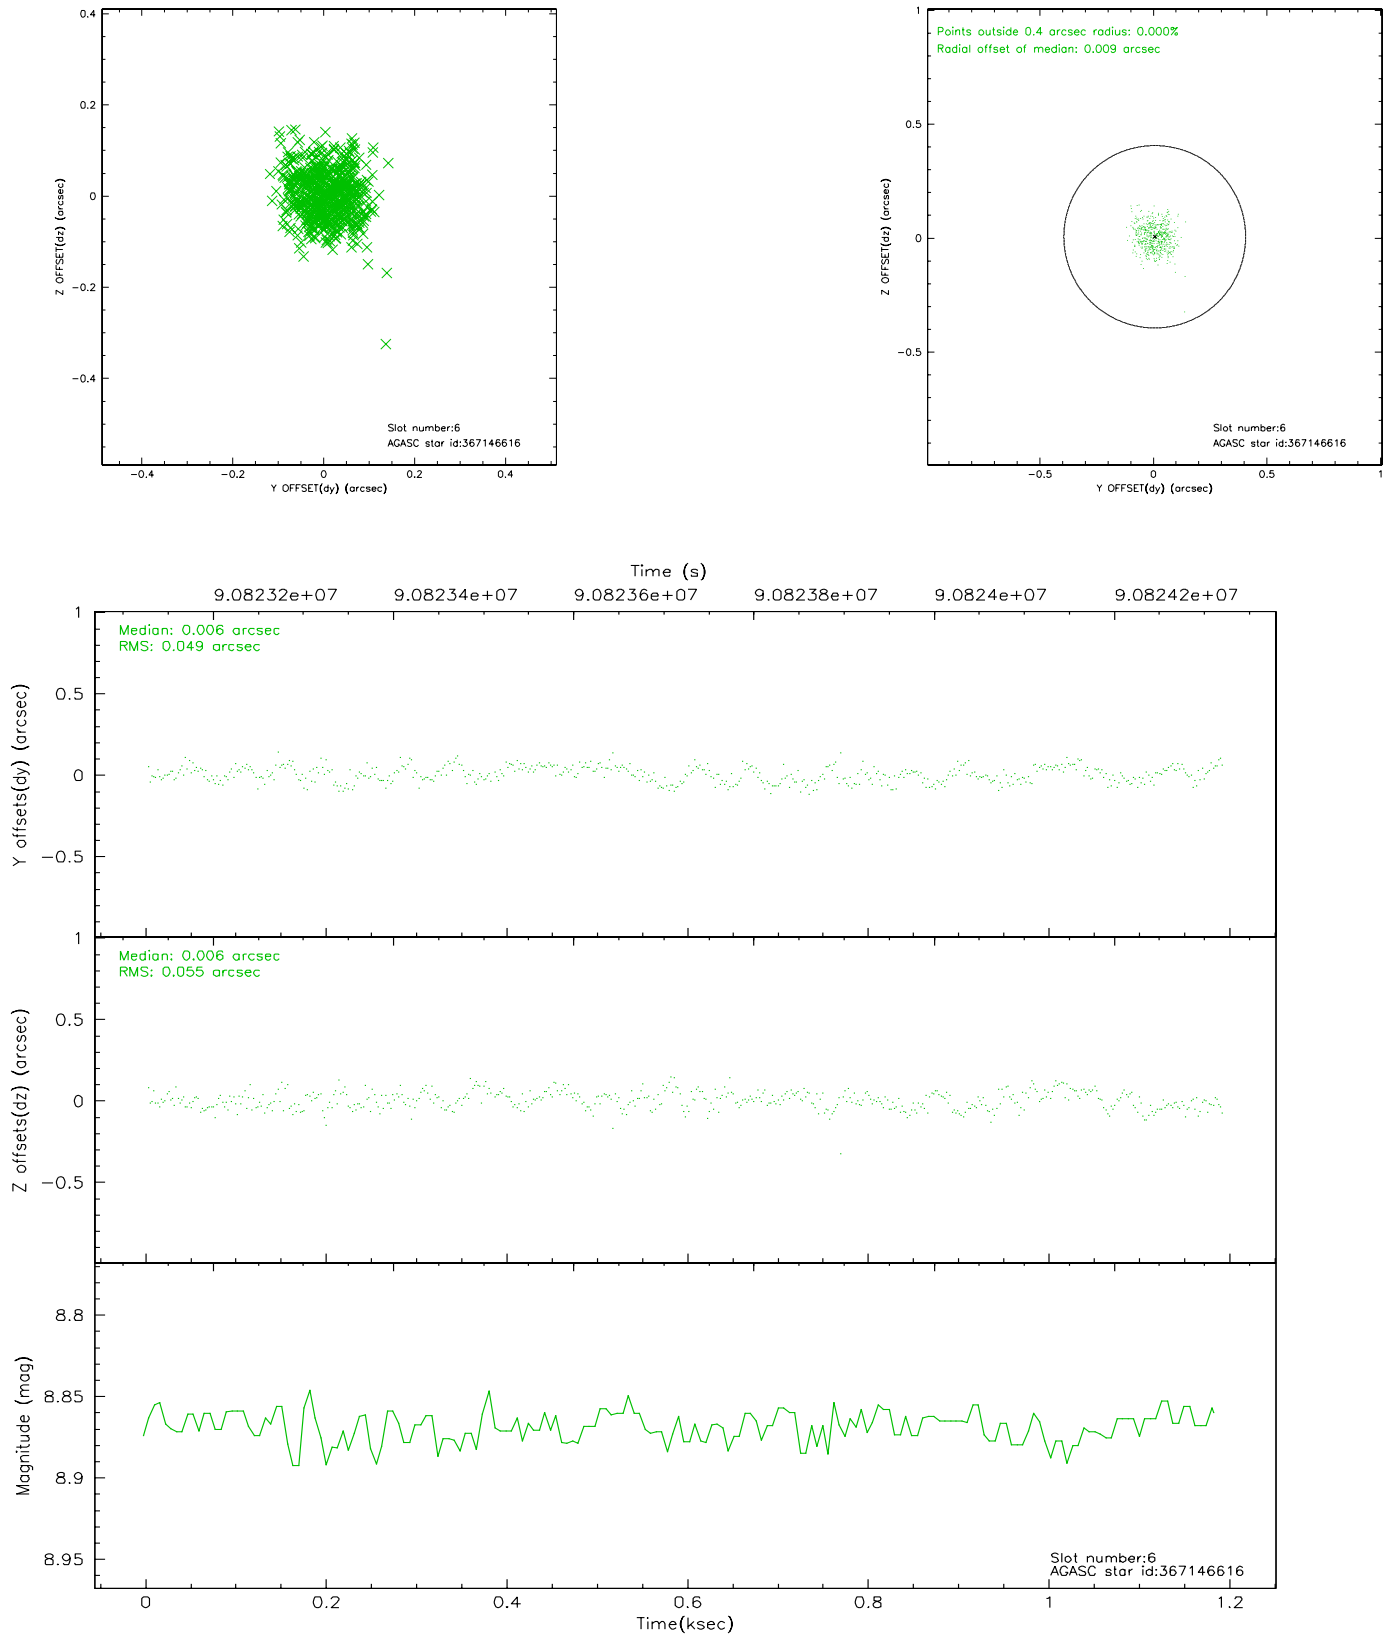 0.4
0.2
0
−0.2
−0.4
Z OFFSET(dz) (arcsec)
Slot number:6
AGASC star id:367146616
−0.4 −0.2 0 0.2 0.4
Y OFFSET(dy) (arcsec)
1
0.5
0
−0.5
Z OFFSET(dz) (arcsec)
Points outside 0.4 arcsec radius: 0.000%
Radial offset of median: 0.009 arcsec
Slot number:6
AGASC star id:367146616
−0.5 0 0.5 1
Y OFFSET(dy) (arcsec)
Time (s)
9.08232e+07 9.08234e+07 9.08236e+07 9.08238e+07 9.0824e+07 9.08242e+07
1
0.5
0
−0.5
Y offsets(dy) (arcsec)
Median: 0.006 arcsec
RMS: 0.049 arcsec
1
0.5
0
−0.5
Z offsets(dz) (arcsec)
Median: 0.006 arcsec
RMS: 0.055 arcsec
8.8
8.85
8.9
8.95
Magnitude (mag)
Slot number:6
AGASC star id:367146616
0 0.2 0.4 0.6 0.8 1 1.2
Time(ksec)